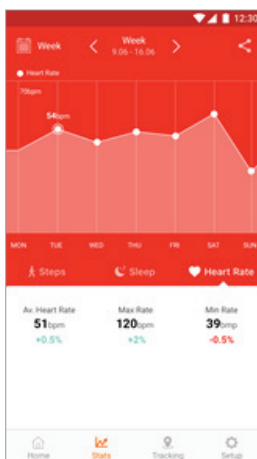 12:30
Week
Week
9.06 - 16.06
Heart Rate
70bpm
54bpm
MON TUE WED THU FRI SAT SUN
Steps Sleep Heart Rate
Av. Heart Rate Max Rate Min Rate
51bpm 120bpm 39bmp
+0.5% +2% -0.5%
Home Stats Tracking Setup